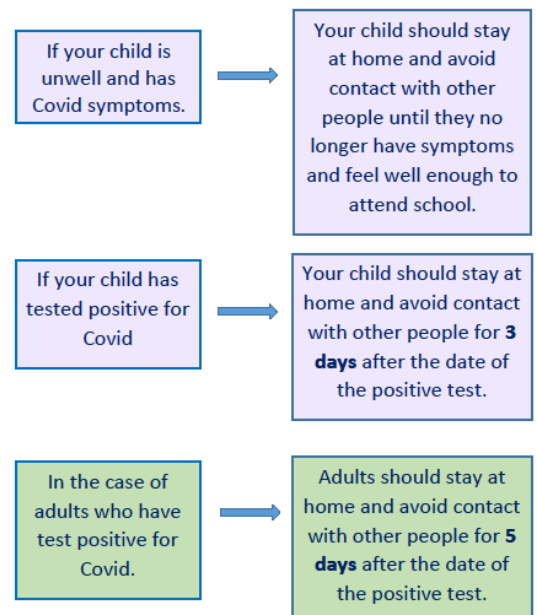 If your child is
unwell and has
Covid symptoms.
Your child should stay
at home and avoid
contact with other
people until they no
longer have symptoms
and feel well enough to
attend school.
If your child has
tested positive for
Covid
Your child should stay at
home and avoid contact
with other people for 3
days after the date of
the positive test.
In the case of
adults who have
test positive for
Covid.
Adults should stay at
home and avoid contact
with other people for 5
days after the date of
the positive test.